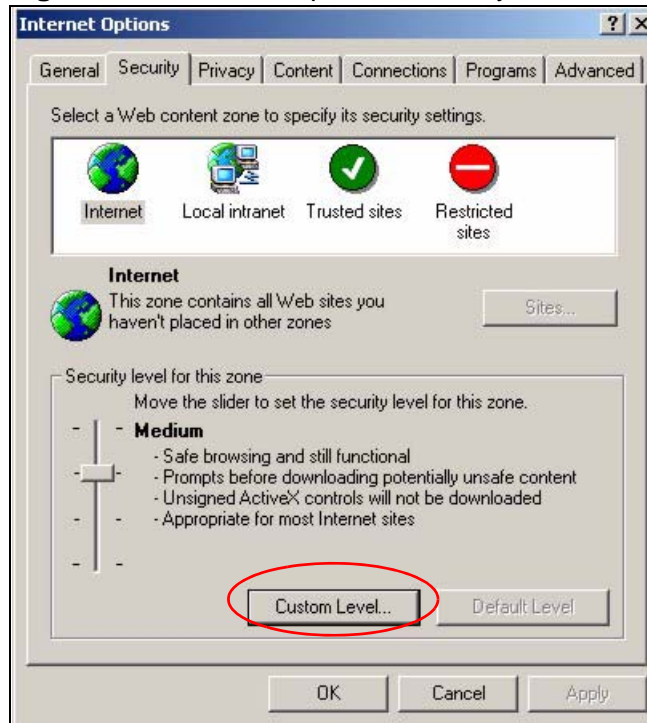 Internet Options
General Security Privacy Content Connections Programs Advanced
Select a Web content zone to specify its security settings.
Internet Local intranet Trusted sites Restricted sites
Internet
This zone contains all Web sites you
haven't placed in other zones
Sites...
Security level for this zone
Move the slider to set the security level for this zone.
Medium
- Safe browsing and still functional
- Prompts before downloading potentially unsafe content
- Unsigned ActiveX controls will not be downloaded
- Appropriate for most Internet sites
Custom Level... Default Level
OK Cancel Apply